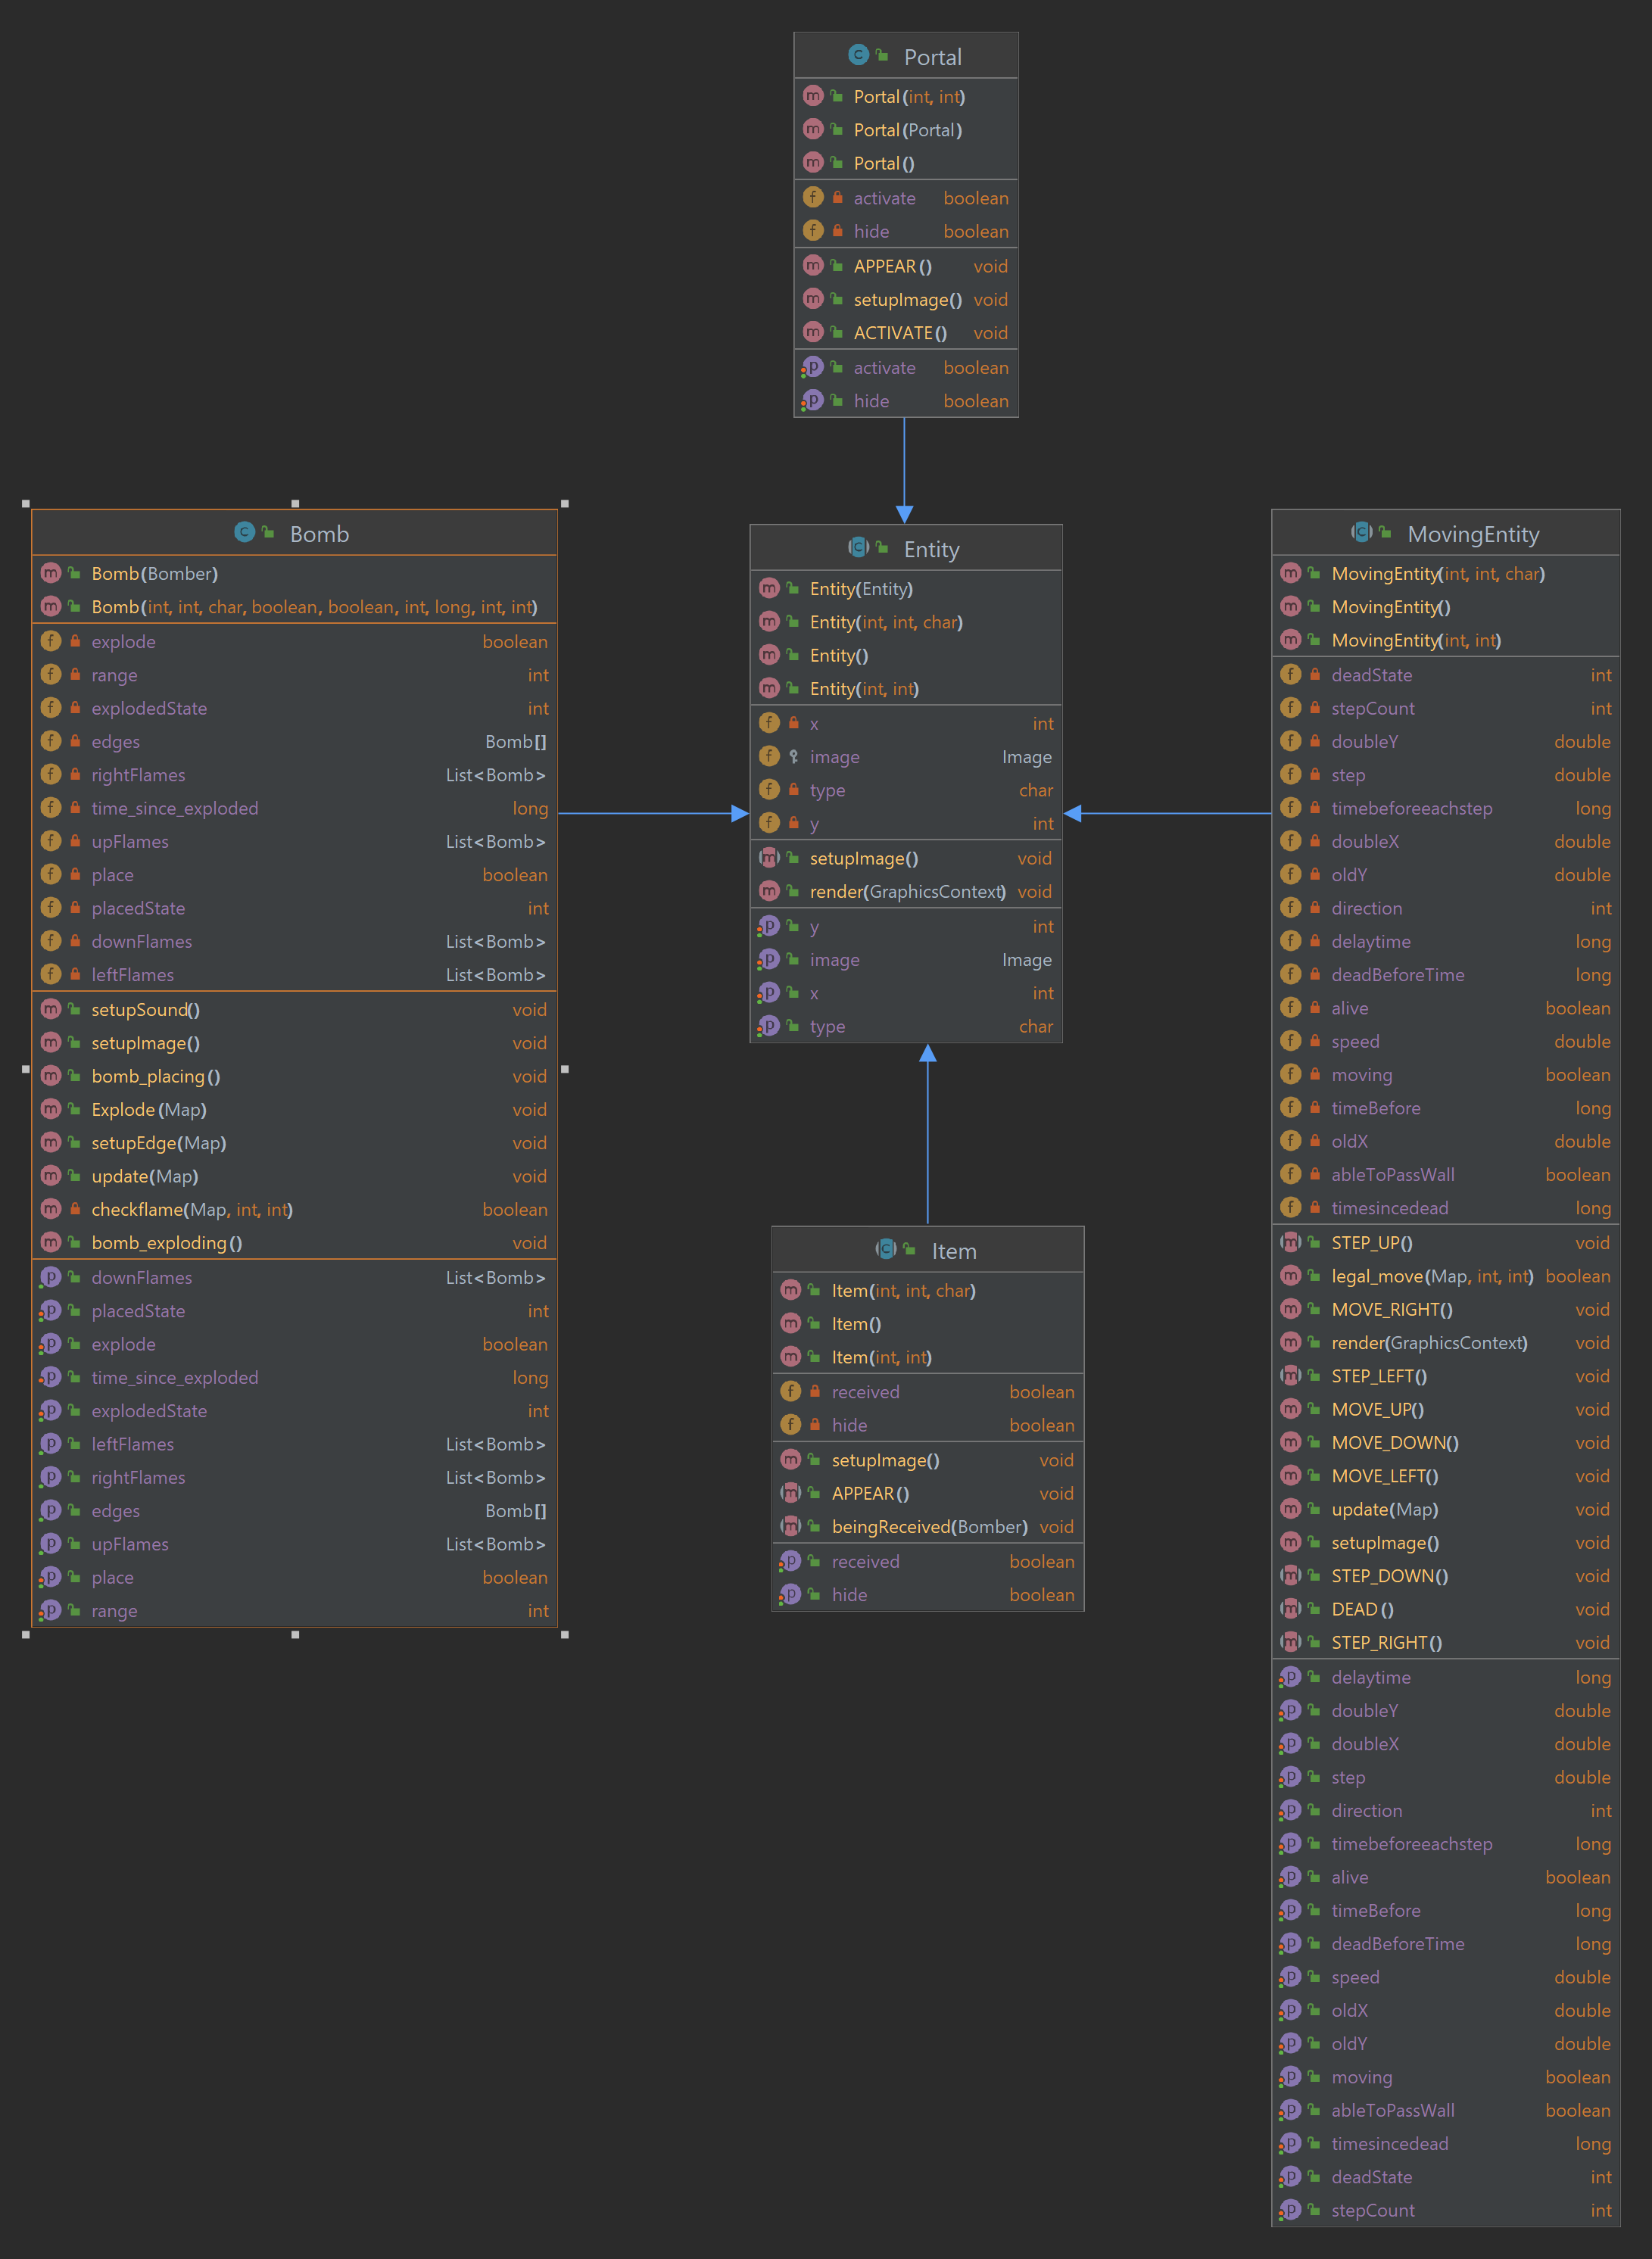 Portal
Portal(int, int)
Portal(Portal)
Portal()
activate boolean
hide boolean
APPEAR() void
setupImage() void
ACTIVATE() void
activate boolean
hide boolean
Bomb
Bomb(Bomber)
Bomb(int, int, char, boolean, boolean, int, long, int, int)
explode boolean
range int
explodedState int
edges Bomb[]
rightFlames List<Bomb>
time_since_exploded long
upFlames List<Bomb>
place boolean
placedState int
downFlames List<Bomb>
leftFlames List<Bomb>
setupSound() void
setupImage() void
bomb_placing() void
Explode(Map) void
setupEdge(Map) void
update(Map) void
checkflame(Map, int, int) boolean
bomb_exploding() void
downFlames List<Bomb>
placedState int
explode boolean
time_since_exploded long
explodedState int
leftFlames List<Bomb>
rightFlames List<Bomb>
edges Bomb[]
upFlames List<Bomb>
place boolean
range int
Entity
Entity(Entity)
Entity(int, int, char)
Entity()
Entity(int, int)
x int
image Image
type char
y int
setupImage() void
render(GraphicsContext) void
y int
image Image
x int
type char
Item
Item(int, int, char)
Item()
Item(int, int)
received boolean
hide boolean
setupImage() void
APPEAR() void
beingReceived(Bomber) void
received boolean
hide boolean
MovingEntity
MovingEntity(int, int, char)
MovingEntity()
MovingEntity(int, int)
deadState int
stepCount int
doubleY double
step double
timebeforeeachstep long
doubleX double
oldY double
direction int
delaytime long
deadBeforeTime long
alive boolean
speed double
moving boolean
timeBefore long
oldX double
ableToPassWall boolean
timesincedead long
STEP_UP() void
legal_move(Map, int, int) boolean
MOVE_RIGHT() void
render(GraphicsContext) void
STEP_LEFT() void
MOVE_UP() void
MOVE_DOWN() void
MOVE_LEFT() void
update(Map) void
setupImage() void
STEP_DOWN() void
DEAD() void
STEP_RIGHT() void
delaytime long
doubleY double
doubleX double
step double
direction int
timebeforeeachstep long
alive boolean
timeBefore long
deadBeforeTime long
speed double
oldX double
oldY double
moving boolean
ableToPassWall boolean
timesincedead long
deadState int
stepCount int